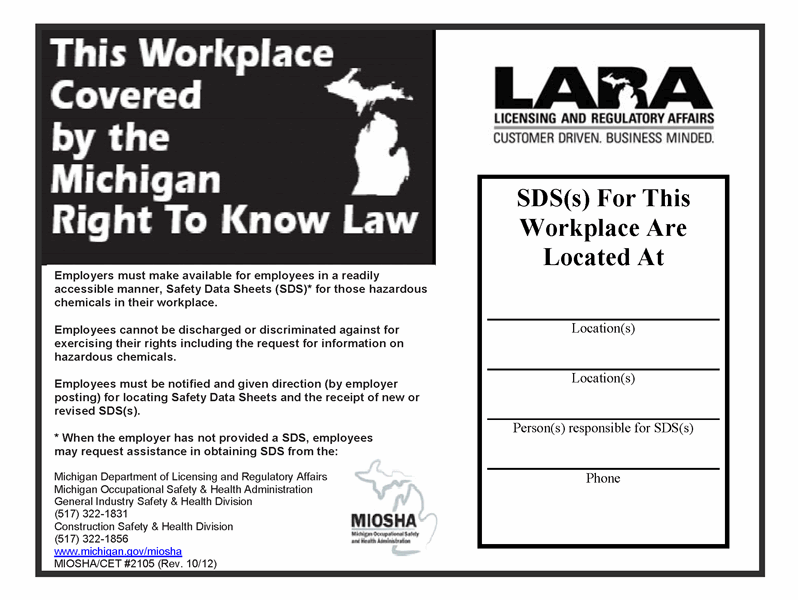 This Workplace
Covered
by the
Michigan
Right To Know Law
Employers must make available for employees in a readily
accessible manner, Safety Data Sheets (SDS)* for those hazardous
chemicals in their workplace.
Employees cannot be discharged or discriminated against for
exercising their rights including the request for information on
hazardous chemicals.
Employees must be notified and given direction (by employer
posting) for locating Safety Data Sheets and the receipt of new or
revised SDS(s).
* When the employer has not provided a SDS, employees
may request assistance in obtaining SDS from the:
Michigan Department of Licensing and Regulatory Affairs
Michigan Occupational Safety & Health Administration
General Industry Safety & Health Division
(517) 322-1831
Construction Safety & Health Division
(517) 322-1856
www.michigan.gov/miosha
MIOSHA/CET #2105 (Rev. 10/12)
MIOSHA
Michigan Occupational Safety
and Health Administration
LARA
LICENSING AND REGULATORY AFFAIRS
CUSTOMER DRIVEN. BUSINESS MINDED.
SDS(s) For This
Workplace Are
Located At
Location(s)
Location(s)
Person(s) responsible for SDS(s)
Phone